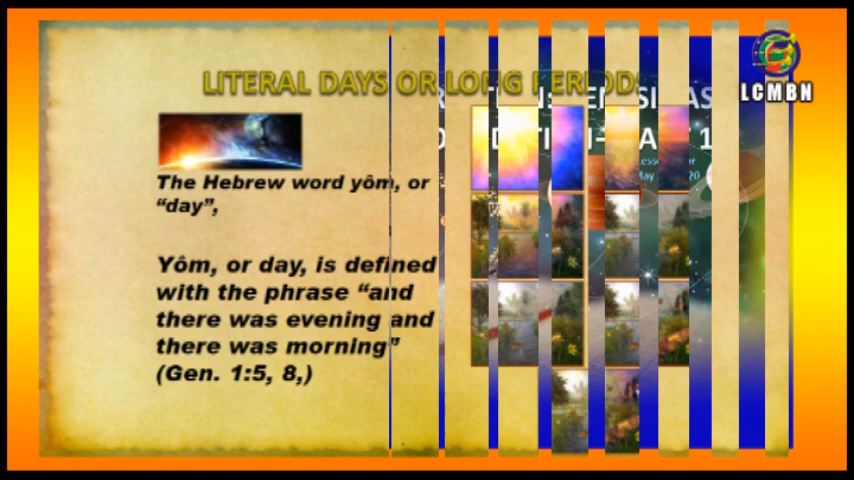 LITERAL DAYS OR LONG PERIODS
LCMBN
The Hebrew word yôm, or
“day”,
Yôm, or day, is defined
with the phrase “and
there was evening and
there was morning”
(Gen. 1:5, 8,)